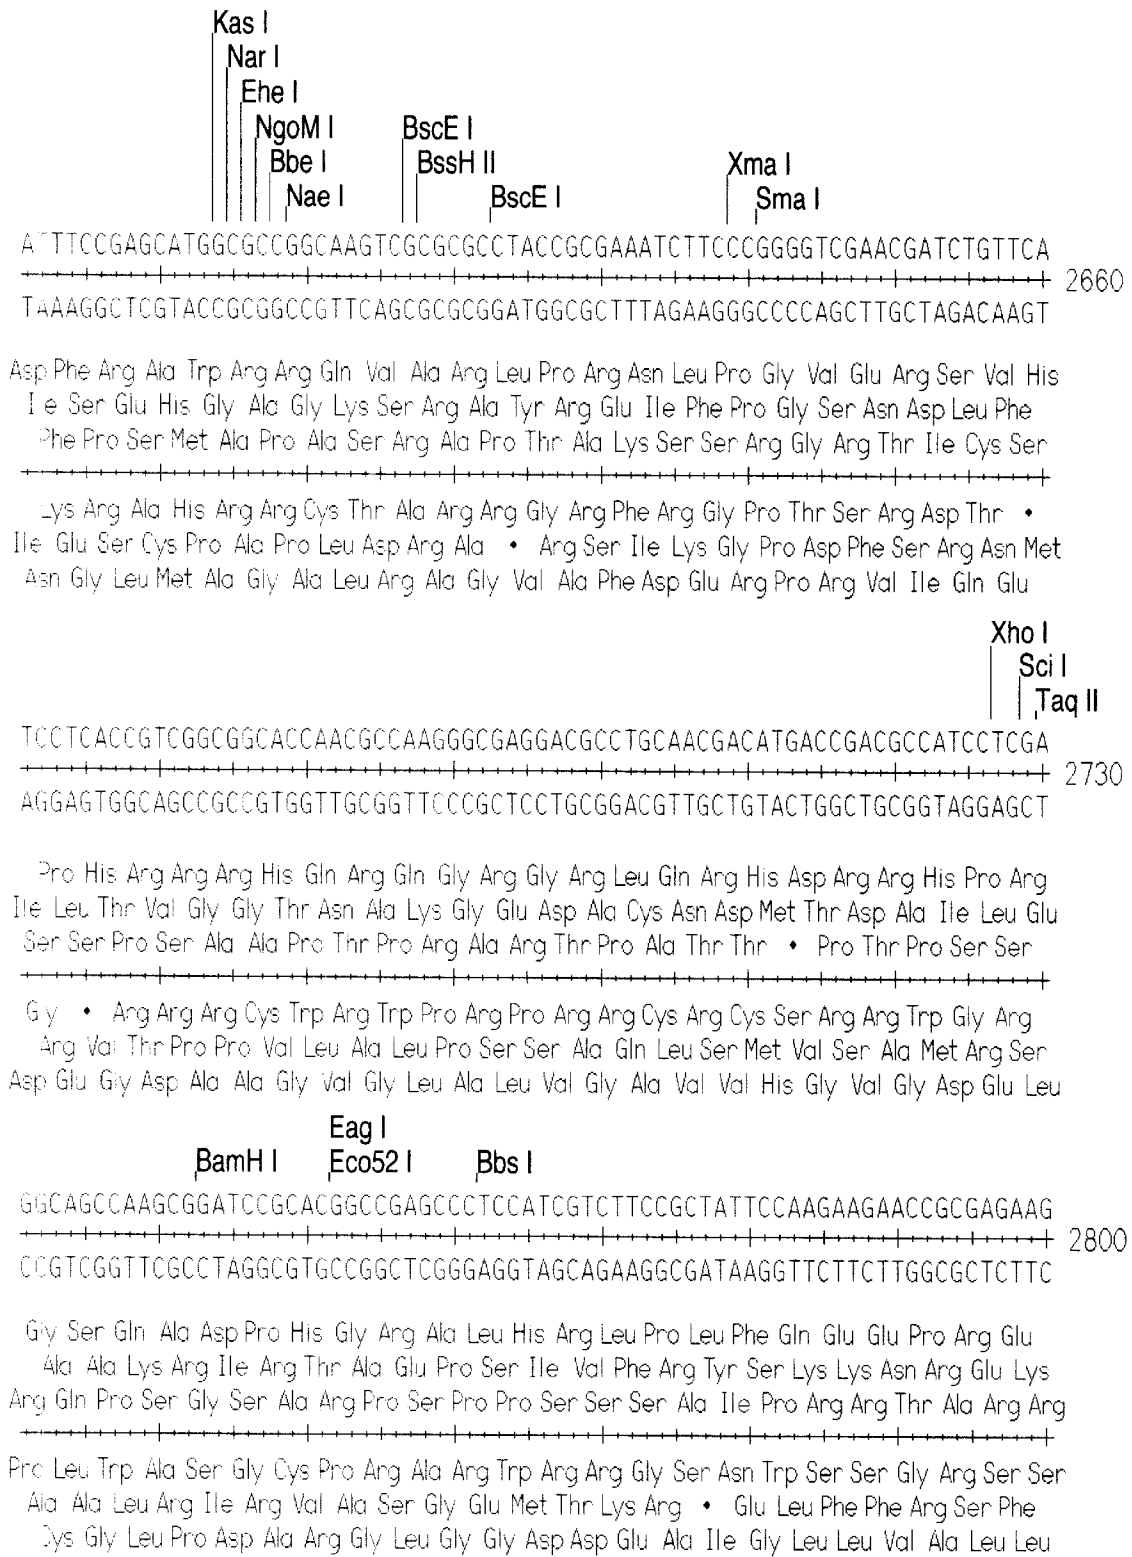 Kas I
Nar I
Ehe I
NgoM I BscE I
Bbe I BssH II Xma I
Nae I BscE I Sma I
ATTTCCGAGCATGGCGCCGGCAAGTCGCGCGCCTACCGCGAAATCTTCCCGGGGTCGAACGATCTGTTCA
2660
TAAAGGCTCGTACCGCGGCCGTTCAGCGCGCGGATGGCGCTTTAGAAGGGCCCCAGCTTGCTAGACAAGT
Asp Phe Arg Ala Trp Arg Arg Gln Val Ala Arg Leu Pro Arg Asn Leu Pro Gly Val Glu Arg Ser Val His
Ile Ser Glu His Gly Ala Gly Lys Ser Arg Ala Tyr Arg Glu Ile Phe Pro Gly Ser Asn Asp Leu Phe
Phe Pro Ser Met Ala Pro Ala Ser Arg Ala Pro Thr Ala Lys Ser Ser Arg Gly Arg Thr Ile Cys Ser
Lys Arg Ala His Arg Arg Cys Thr Ala Arg Arg Gly Arg Phe Arg Gly Pro Thr Ser Arg Asp Thr •
Ile Glu Ser Cys Pro Ala Pro Leu Asp Arg Ala • Arg Ser Ile Lys Gly Pro Asp Phe Ser Arg Asn Met
Asn Gly Leu Met Ala Gly Ala Leu Arg Ala Gly Val Ala Phe Asp Glu Arg Pro Arg Val Ile Gln Glu
Xho I
Sci I
Taq II
TCCTCACCGTCGGCGGCACCAACGCCAAGGGCGAGGACGCCTGCAACGACATGACCGACGCCATCCTCGA
2730
AGGAGTGGCAGCCGCCGTGGTTGCGGTTCCCGCTCCTGCGGACGTTGCTGTACTGGCTGCGGTAGGAGCT
Pro His Arg Arg Arg His Gln Arg Gln Gly Arg Gly Arg Leu Gln Arg His Asp Arg Arg His Pro Arg
Ile Leu Thr Val Gly Gly Thr Asn Ala Lys Gly Glu Asp Ala Cys Asn Asp Met Thr Asp Ala Ile Leu Glu
Ser Ser Pro Ser Ala Ala Pro Thr Pro Arg Ala Arg Thr Pro Ala Thr Thr • Pro Thr Pro Ser Ser
Gly • Arg Arg Arg Cys Trp Arg Trp Pro Arg Pro Arg Arg Cys Arg Cys Ser Arg Arg Trp Gly Arg
Arg Val Thr Pro Pro Val Leu Ala Leu Pro Ser Ser Ala Gln Leu Ser Met Val Ser Ala Met Arg Ser
Asp Glu Gly Asp Ala Ala Gly Val Gly Leu Ala Leu Val Gly Ala Val Val His Gly Val Gly Asp Glu Leu
Eag I
BamH I Eco52 I Bbs I
GGCAGCCAAGCGGATCCGCACGGCCGAGCCCTCCATCGTCTTCCGCTATTCCAAGAAGAACCGCGAGAAG
2800
CCGTCGGTTCGCCTAGGCGTGCCGGCTCGGGAGGTAGCAGAAGGCGATAAGGTTCTTCTTGGCGCTCTTC
Gly Ser Gln Ala Asp Pro His Gly Arg Ala Leu His Arg Leu Pro Leu Phe Gln Glu Glu Pro Arg Glu
Ala Ala Lys Arg Ile Arg Thr Ala Glu Pro Ser Ile Val Phe Arg Tyr Ser Lys Lys Asn Arg Glu Lys
Arg Gln Pro Ser Gly Ser Ala Arg Pro Ser Pro Pro Ser Ser Ser Ala Ile Pro Arg Arg Thr Ala Arg Arg
Pro Leu Trp Ala Ser Gly Cys Pro Arg Ala Arg Trp Arg Arg Gly Ser Asn Trp Ser Ser Gly Arg Ser Ser
Ala Ala Leu Arg Ile Arg Val Ala Ser Gly Glu Met Thr Lys Arg • Glu Leu Phe Phe Arg Ser Phe
Cys Gly Leu Pro Asp Ala Arg Gly Leu Gly Gly Asp Asp Glu Ala Ile Gly Leu Leu Val Ala Leu Leu